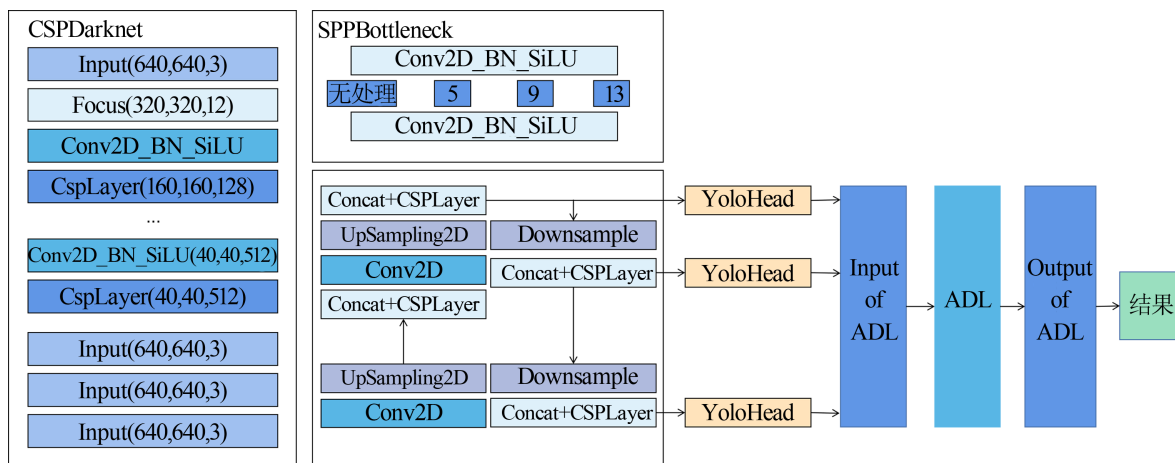 CSPDarknet
Input(640,640,3)
Focus(320,320,12)
Conv2D_BN_SiLU
CspLayer(160,160,128)
...
Conv2D_BN_SiLU(40,40,512)
CspLayer(40,40,512)
Input(640,640,3)
Input(640,640,3)
Input(640,640,3)
SPPBottleneck
Conv2D_BN_SiLU
无处理 5 9 13
Conv2D_BN_SiLU
Concat+CSPLayer
UpSampling2D
Conv2D
Concat+CSPLayer
UpSampling2D
Conv2D
Downsample
Concat+CSPLayer
Downsample
Concat+CSPLayer
YoloHead
YoloHead
YoloHead
Input
of
ADL
ADL
Output
of
ADL
结果